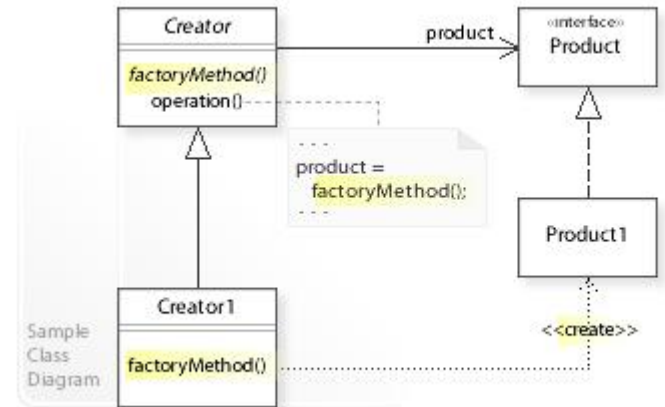 Creator
factoryMethod()
operation()
product
«interface»
Product
. . .
product =
factoryMethod();
. . .
Product1
Creator1
factoryMethod()
<<create>>
Sample
Class
Diagram